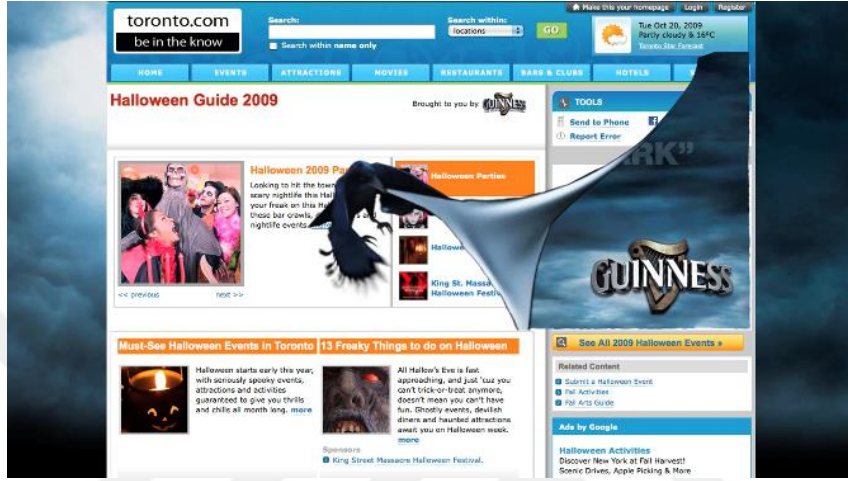 toronto.com
be in the know
Search:
Search within:
locations
GO
Search within name only
Make this your homepage
Login
Register
Tue Oct 20, 2009
Partly cloudy & 16ºC
Toronto Star Forecast
HOME
EVENTS
ATTRACTIONS
MOVIES
RESTAURANTS
BARS & CLUBS
HOTELS
Halloween Guide 2009
Brought to you by GUINNESS
TOOLS
Send to Phone
Report Error
Halloween 2009
Looking to hit the
scary nightlife this
your freak on this
these bar crawls,
and
nightlife events.
<< previous
next >>
Halloween Parties
King St.
Halloween
GUINNESS
See All 2009 Halloween Events »
Related Content
Submit a Halloween Event
Fall Activities
Fall Arts Guide
Ads by Google
Halloween Activities
Discover New York at Fall Harvest!
Scenic Drives, Apple Picking & More
Must-See Halloween Events in Toronto
Halloween starts early this year,
with seriously spooky events,
attractions and activities
guaranteed to give you thrills
and chills all month long. more
13 Freaky Things to do on Halloween
All Hallow's Eve is fast
approaching, and just 'cuz you
can't trick-or-treat anymore,
doesn't mean you can't have
fun. Ghostly events, devilish
diners and haunted attractions
await you on Halloween week.
more
Sponsors
King Street Massacre Halloween Festival.